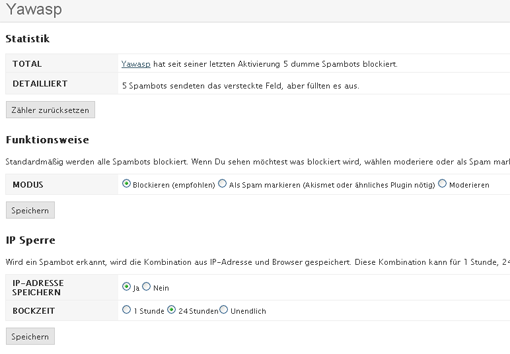 Yawasp
Statistik
TOTAL Yawasp hat seit seiner letzten Aktivierung 5 dumme Spambots blockiert.
DETAILLIERT 5 Spambots sendeten das versteckte Feld, aber füllten es aus.
Zähler zurücksetzen
Funktionsweise
Standardmäßig werden alle Spambots blockiert. Wenn Du sehen möchtest was blockiert wird, wählen moderiere oder als Spam mark
MODUS Blockieren (empfohlen) Als Spam markieren (Akismet oder ähnliches Plugin nötig) Moderieren
Speichern
IP Sperre
Wird ein Spambot erkannt, wird die Kombination aus IP-Adresse und Browser gespeichert. Diese Kombination kann für 1 Stunde, 24
IP-ADRESSE
SPEICHERN Ja Nein
BOCKZEIT 1 Stunde 24 Stunden Unendlich
Speichern